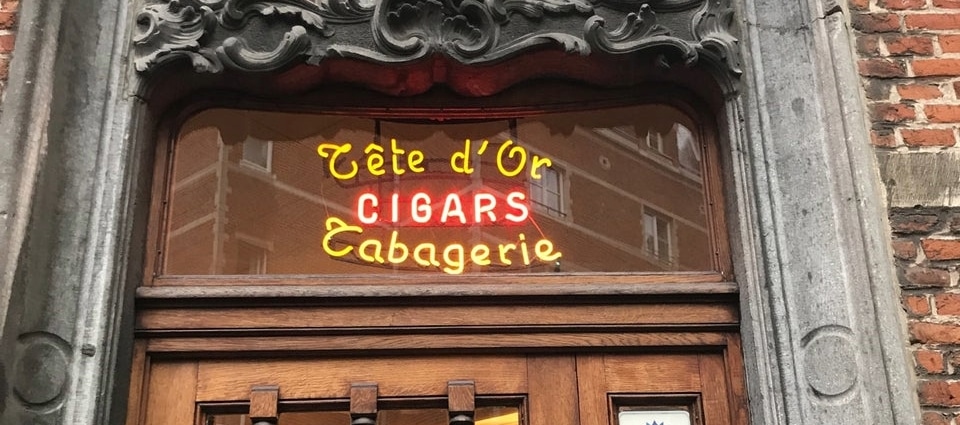 Tête d'Or
CIGARS
Tabagerie